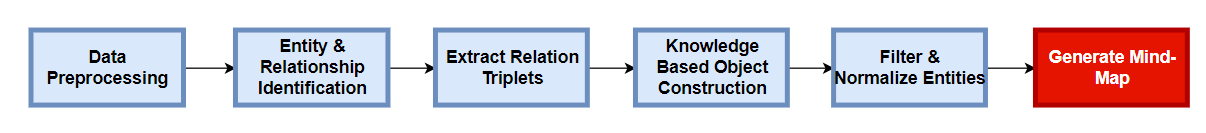 Data
Preprocessing
Entity &
Relationship
Identification
Extract Relation
Triplets
Knowledge
Based Object
Construction
Filter &
Normalize Entities
Generate Mind-
Map